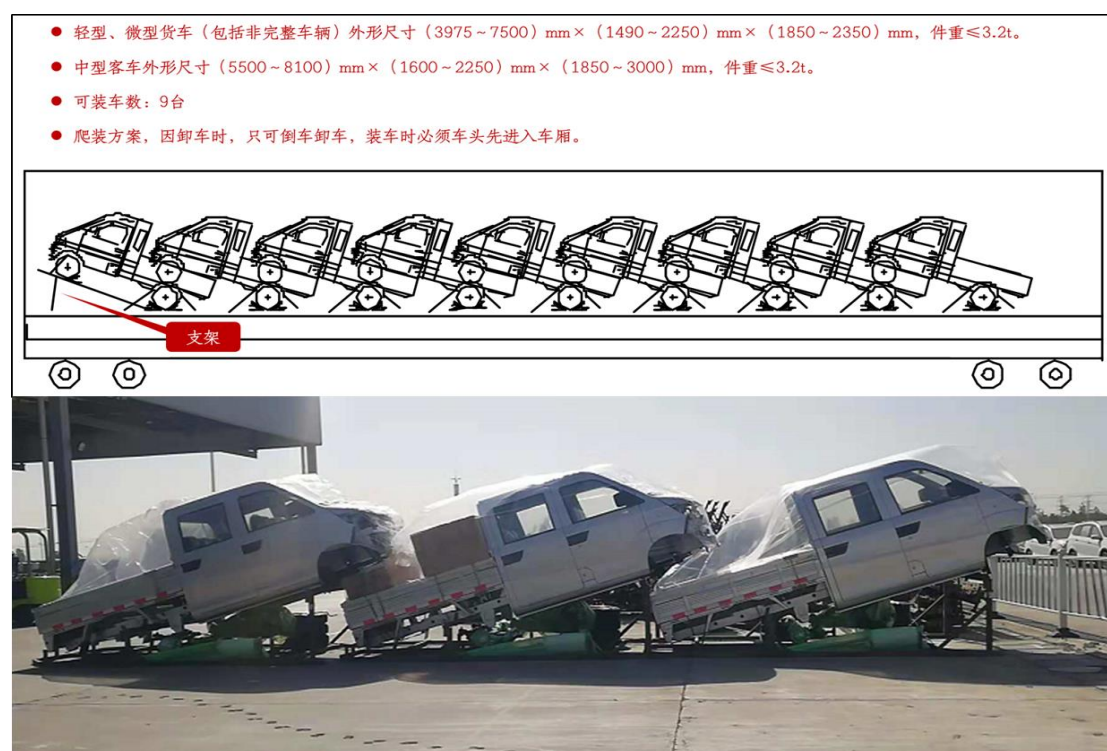 ● 轻型、微型货车（包括非完整车辆）外形尺寸（3975～7500）mm×（1490～2250）mm×（1850～2350）mm，件重≤3.2t。
● 中型客车外形尺寸（5500～8100）mm×（1600～2250）mm×（1850～3000）mm，件重≤3.2t。
● 可装车数：9台
● 爬装方案，因卸车时，只可倒车卸车，装车时必须车头先进入车厢。
支架